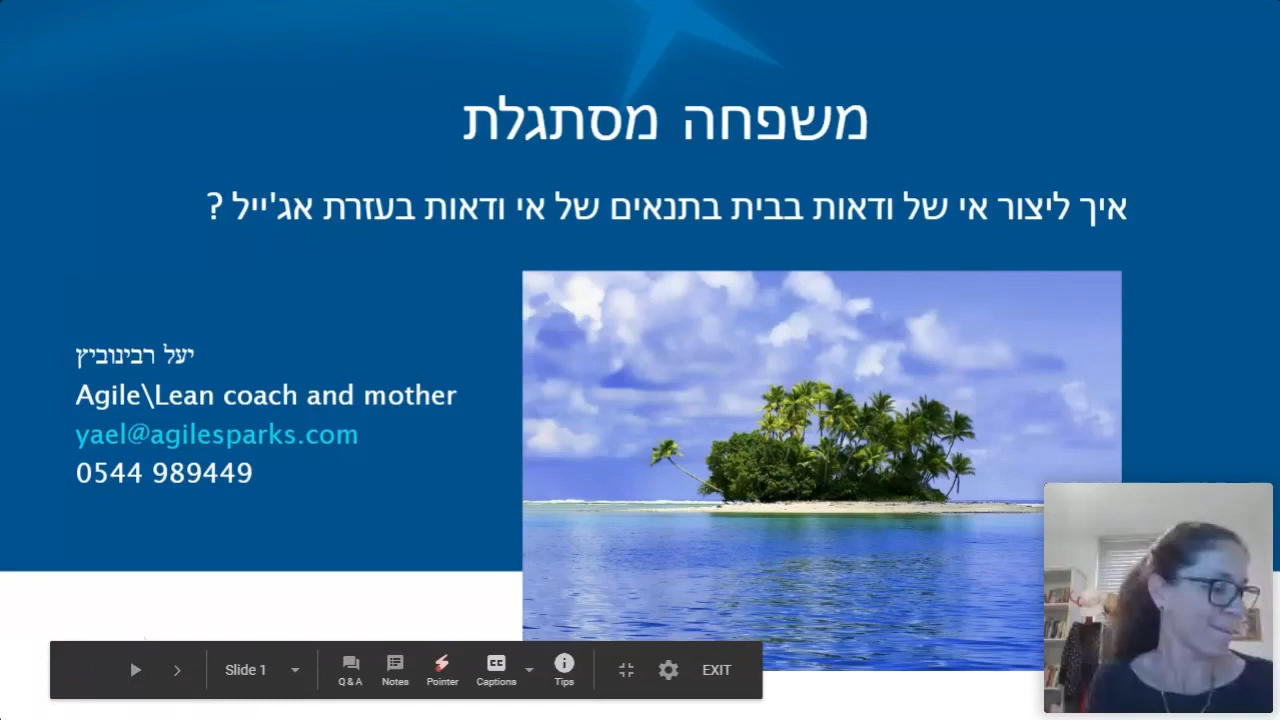 משפחה מסתגלת
איך ליצור אי של ודאות בבית בתנאים של אי ודאות בעזרת אג'ייל ?
יעל רבינוביץ
Agile\Lean coach and mother
yael@agilesparks.com
0544 989449
Slide 1
Q & A
Notes
Pointer
CC
Captions
Tips
EXIT